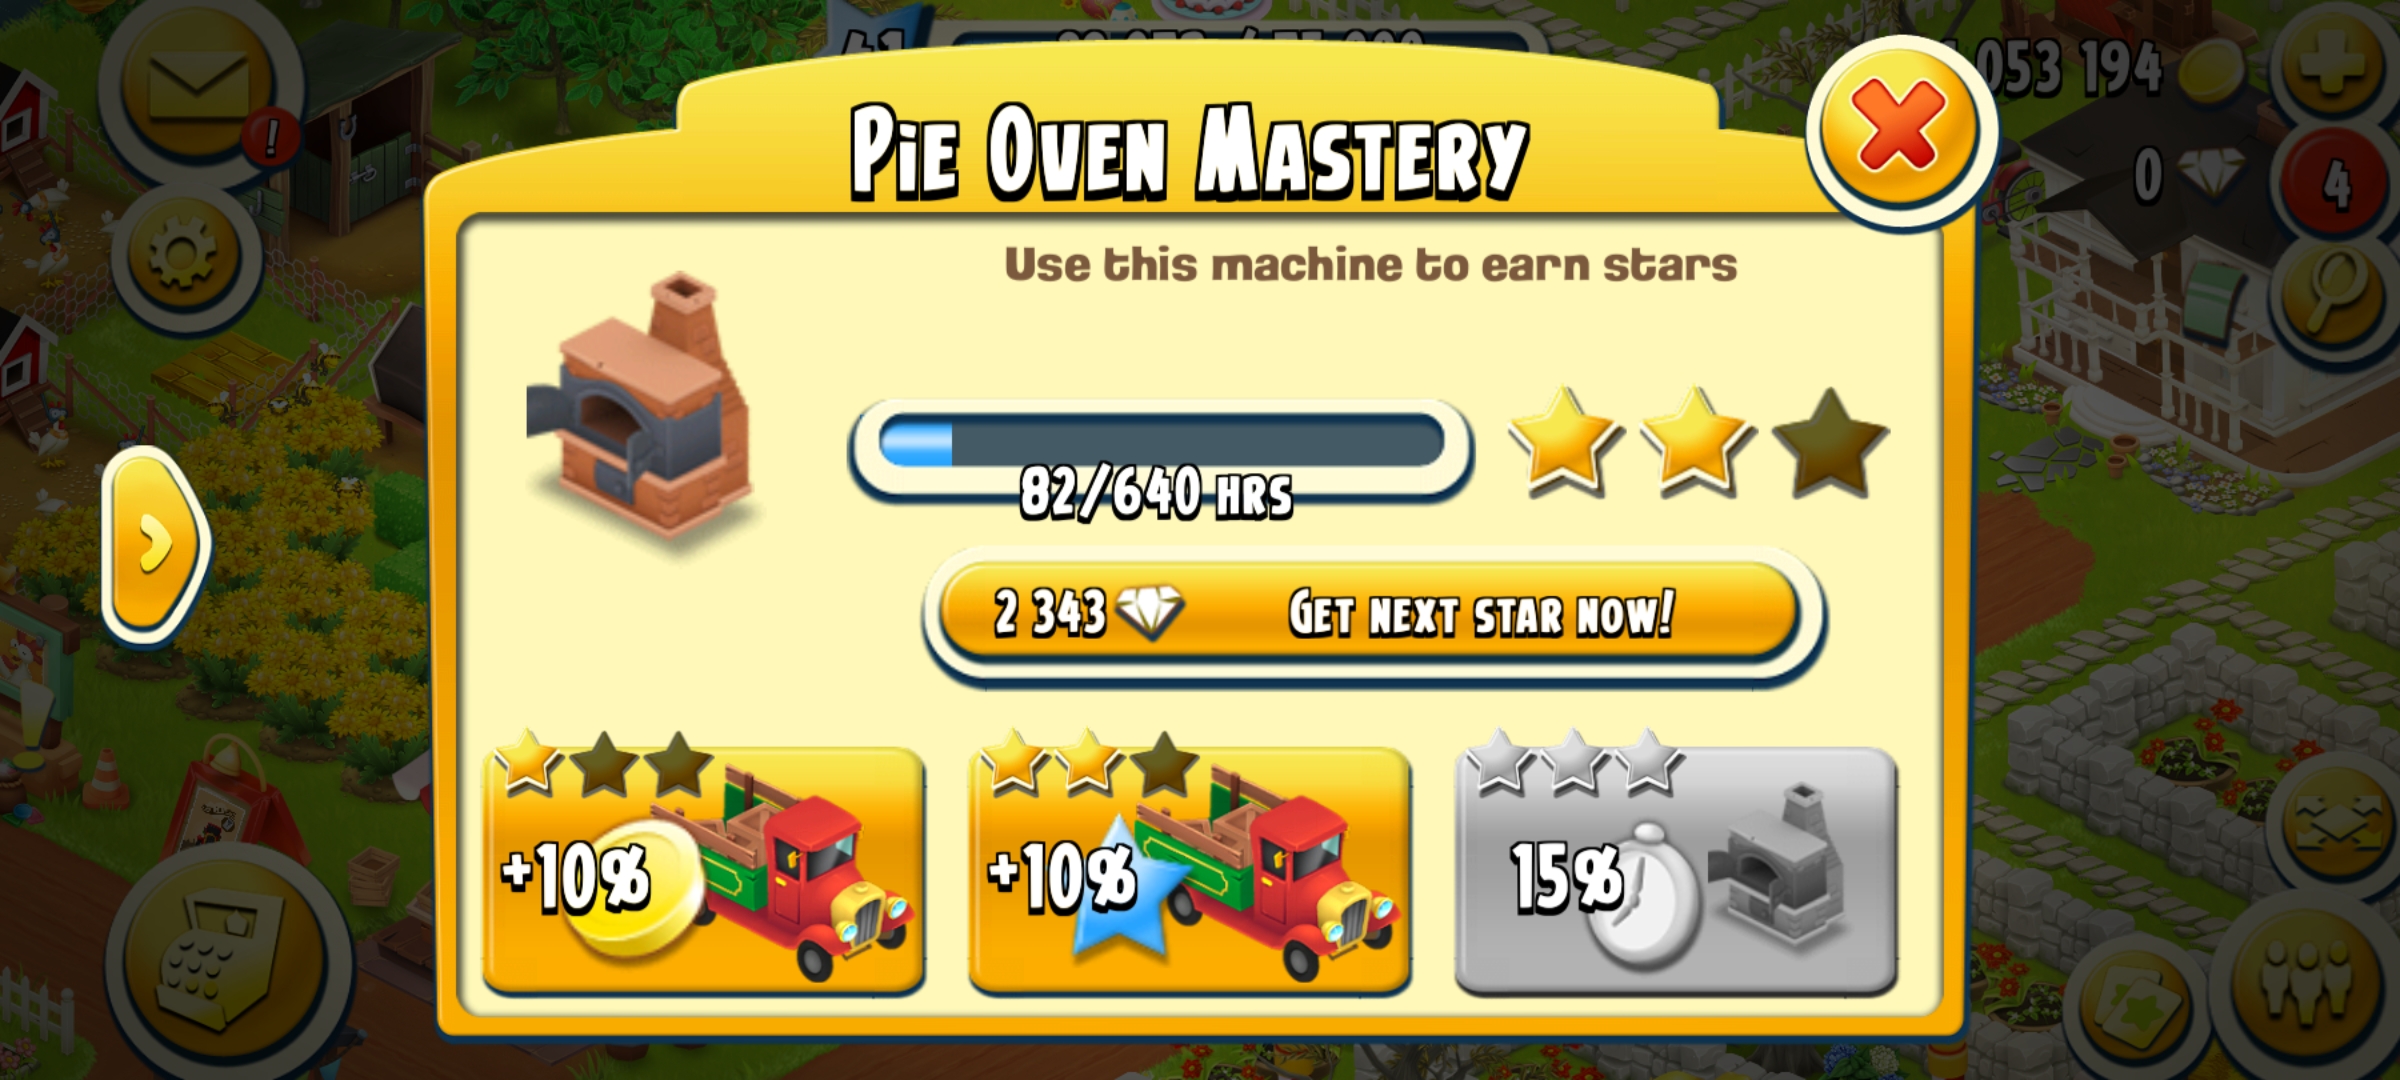 PiE OVEN MASTERY
053 194
0
4
!
Use this machine to earn stars
82/640 HRS
2 343 GET NEXT STAR NOW!
+10%
+10%
15%